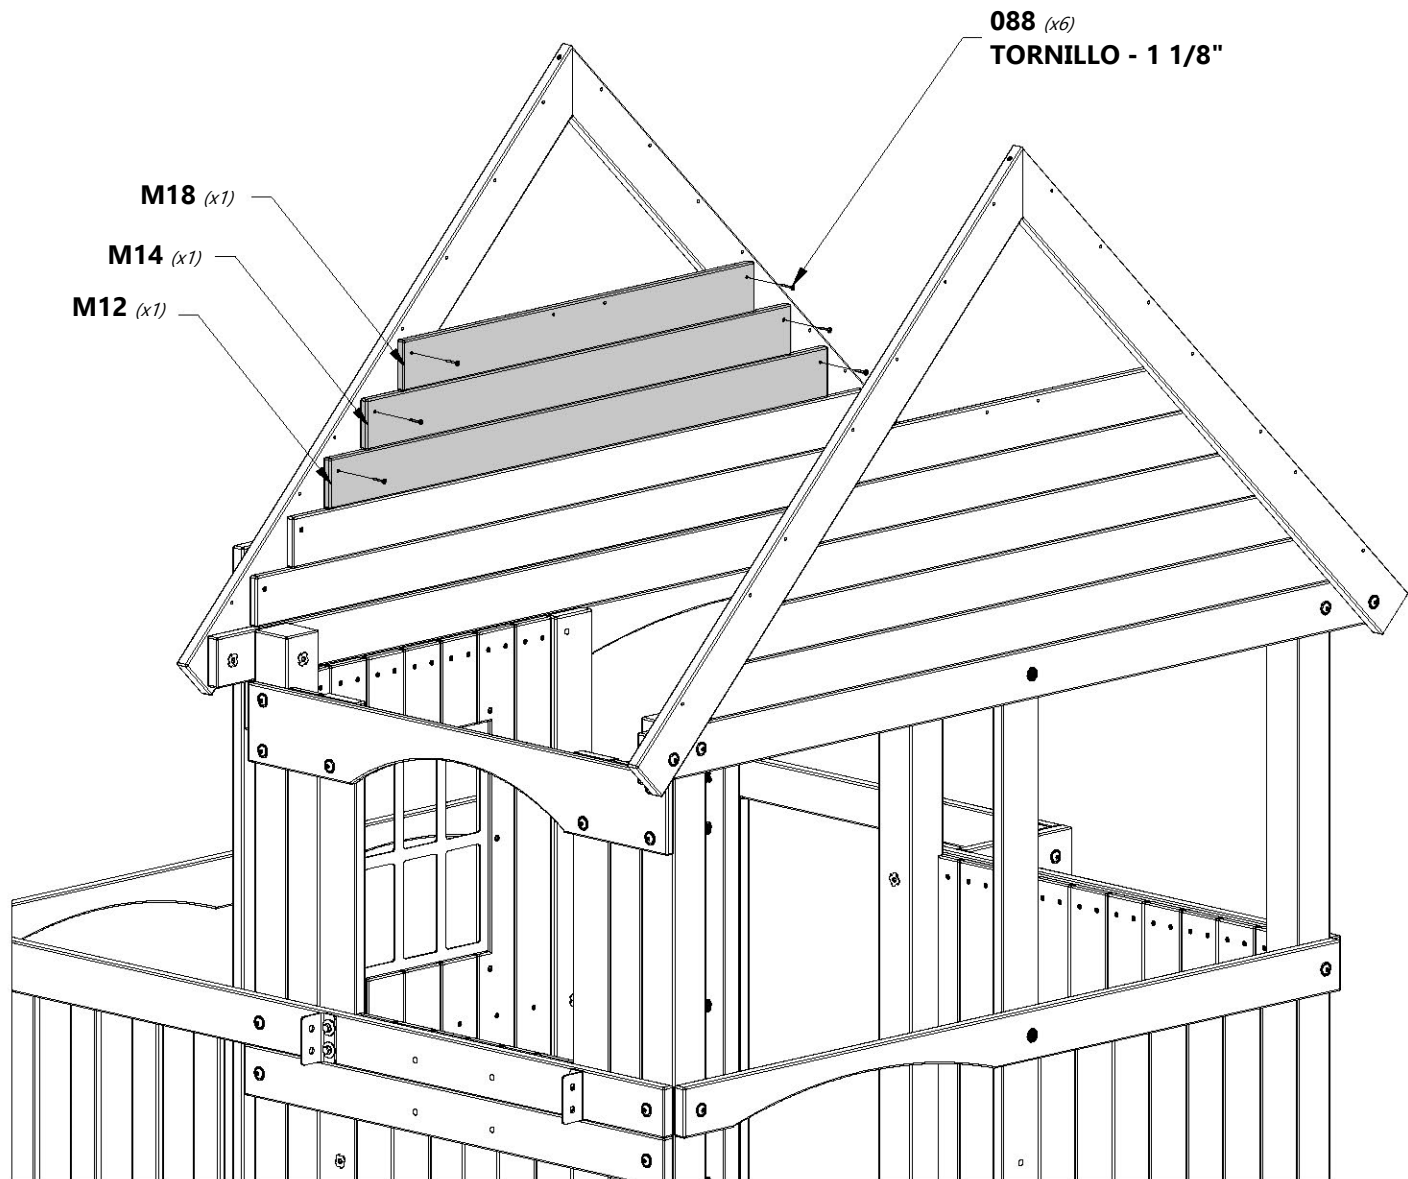 088 (x6)
TORNILLO - 1 1/8"
M18 (x1)
M14 (x1)
M12 (x1)